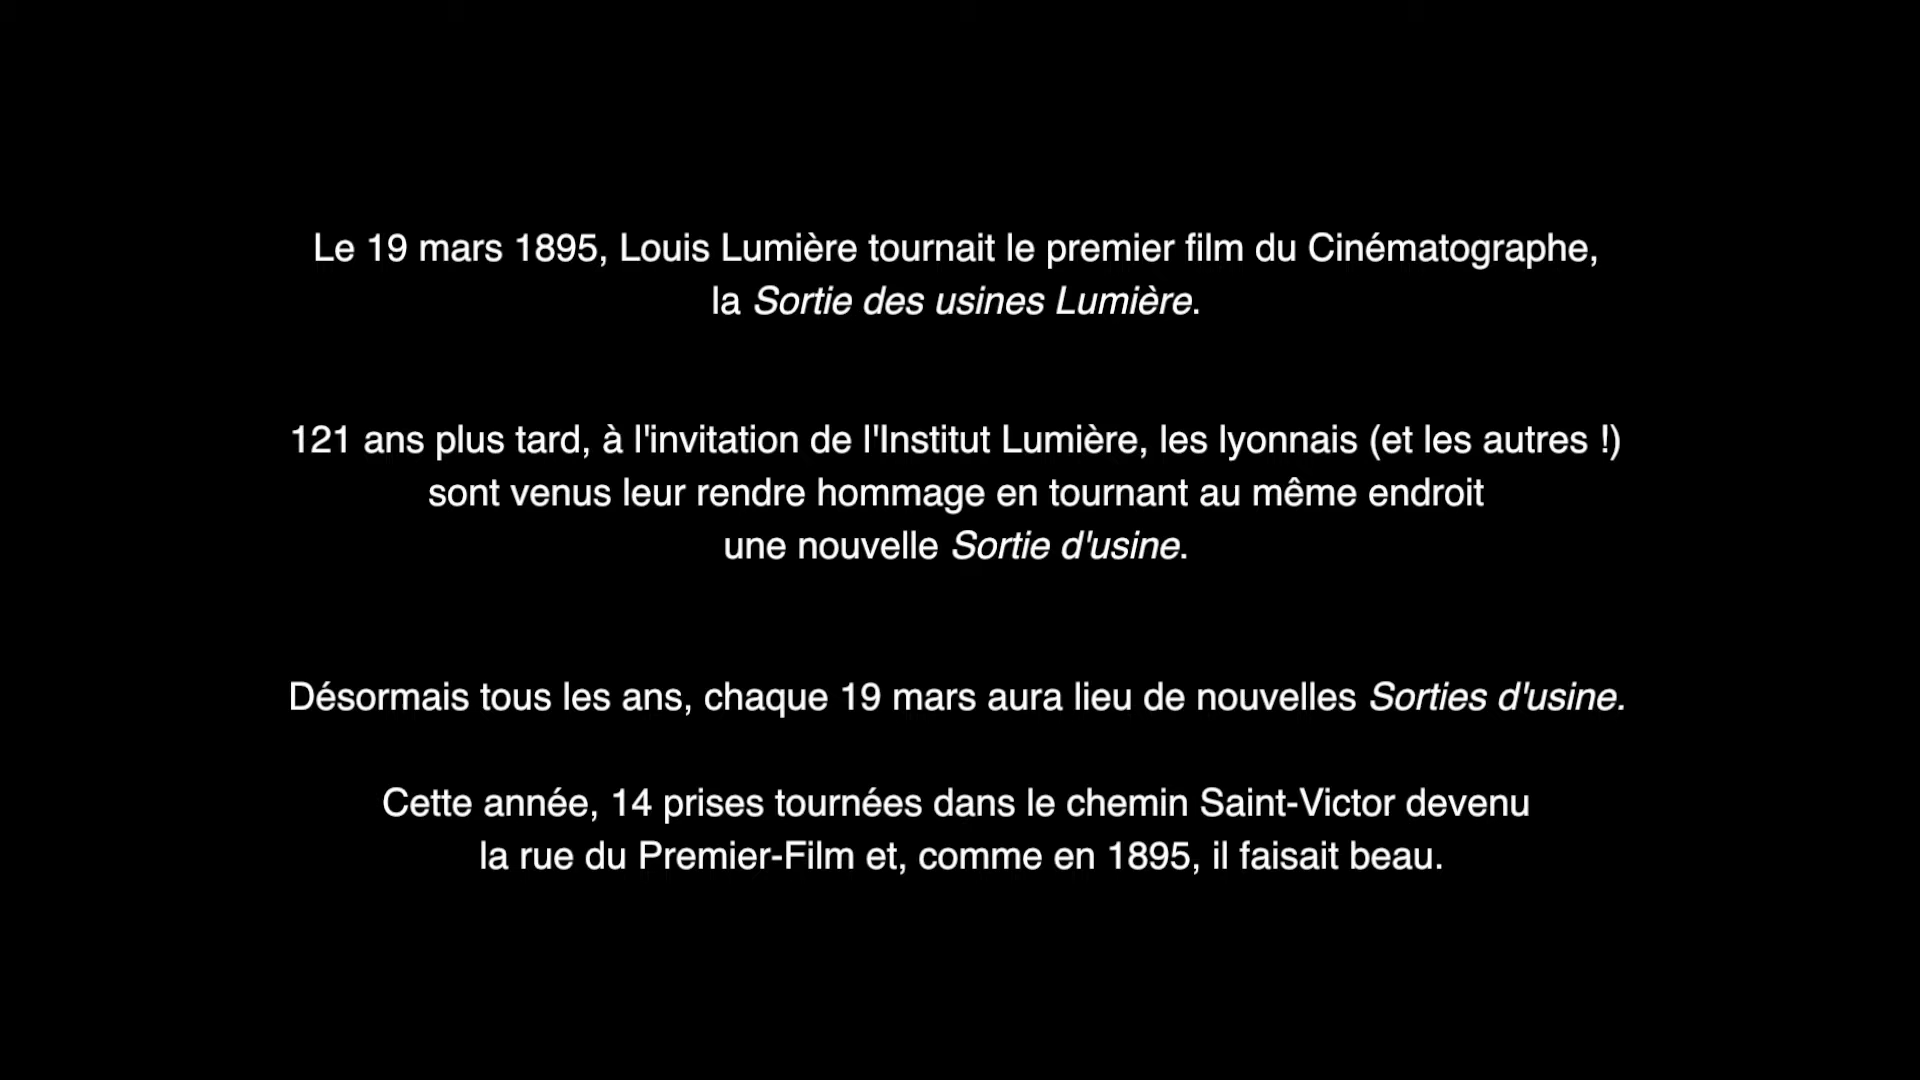 Le 19 mars 1895, Louis Lumière tournait le premier film du Cinématographe,
la Sortie des usines Lumière.
121 ans plus tard, à l'invitation de l'Institut Lumière, les lyonnais (et les autres !)
sont venus leur rendre hommage en tournant au même endroit
une nouvelle Sortie d'usine.
Désormais tous les ans, chaque 19 mars aura lieu de nouvelles Sorties d'usine.
Cette année, 14 prises tournées dans le chemin Saint-Victor devenu
la rue du Premier-Film et, comme en 1895, il faisait beau.